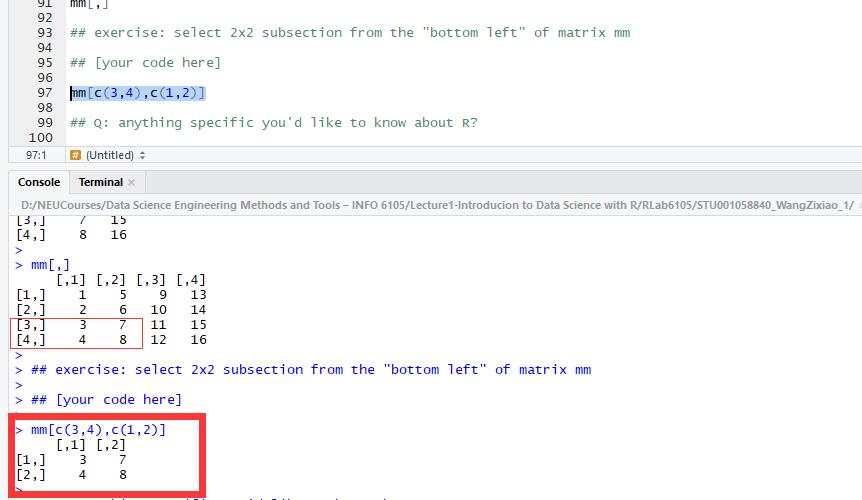 91 mm[,]
92
93 ## exercise: select 2x2 subsection from the "bottom left" of matrix mm
94
95 ## [your code here]
96
97 mm[c(3,4),c(1,2)]
98
99 ## Q: anything specific you'd like to know about R?
100
97:1 # (Untitled)
Console Terminal ×
D:/NEUCourses/Data Science Engineering Methods and Tools – INFO 6105/Lecture1-Introducion to Data Science with R/RLab6105/STU001058840_WangZixiao_1/
[3,] 7 15
[4,] 8 16
>
> mm[,]
[,1] [,2] [,3] [,4]
[1,] 1 5 9 13
[2,] 2 6 10 14
[3,] 3 7 11 15
[4,] 4 8 12 16
>
> ## exercise: select 2x2 subsection from the "bottom left" of matrix mm
>
> ## [your code here]
>
> mm[c(3,4),c(1,2)]
[,1] [,2]
[1,] 3 7
[2,] 4 8
>